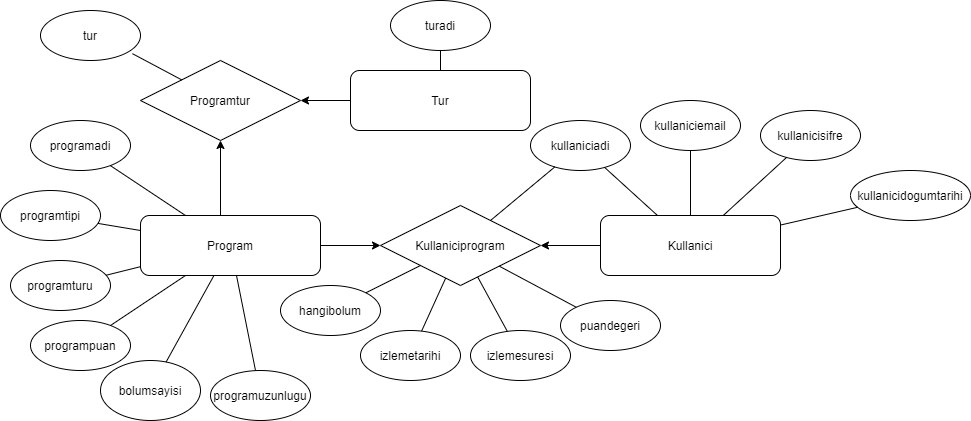 turadi
tur
Programtur
Tur
kullaniciemail
kullanicisifre
programadi
kullaniciadi
kullanicidogumtarihi
programtipi
Program
Kullaniciprogram
Kullanici
programturu
hangibolum
puandegeri
programpuan
izlemetarihi
izlemesuresi
bolumsayisi
programuzunlugu